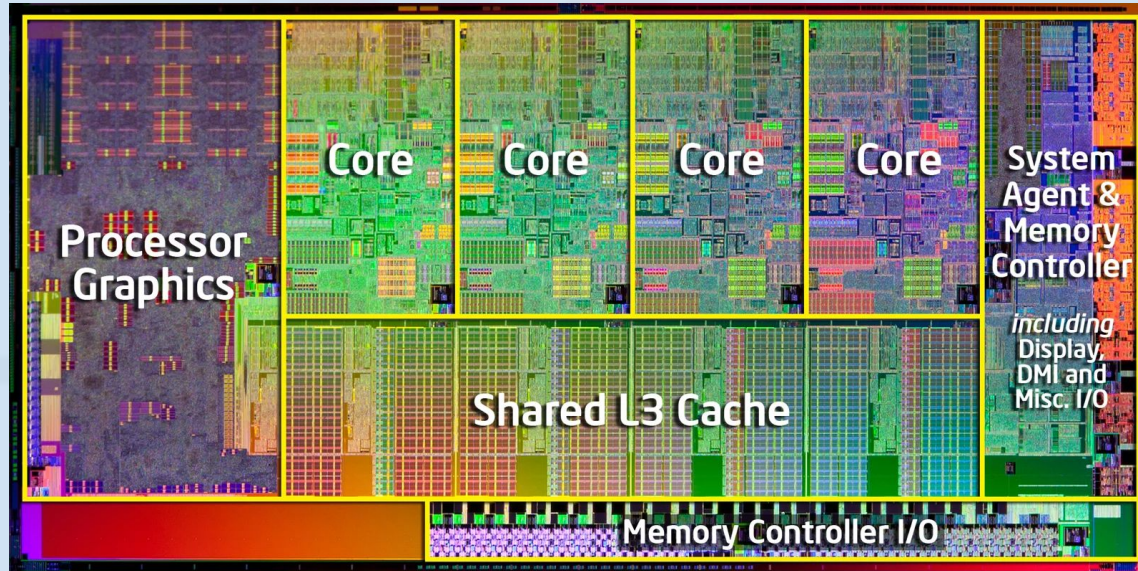 Processor
Graphics
Core
Core
Core
Core
System
Agent &
Memory
Controller
including
Display,
DMI and
Misc. I/O
Shared L3 Cache
Memory Controller I/O